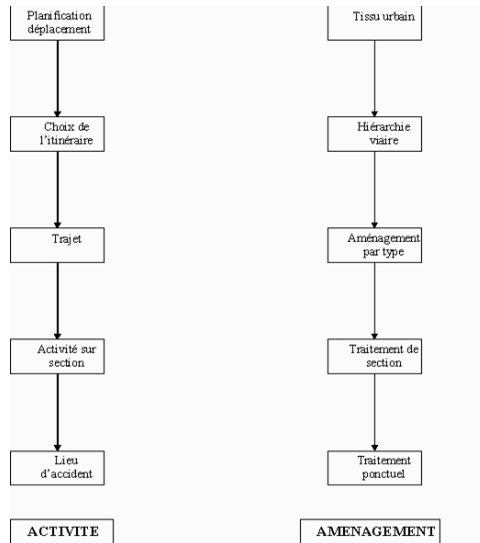 Planification
déplacement
Tissu urbain
Choix de
l'itinéraire
Hiérarchie
viaire
Trajet
Aménagement
par type
Activité sur
section
Traitement de
section
Lieu
d'accident
Traitement
ponctuel
ACTIVITE
AMENAGEMENT